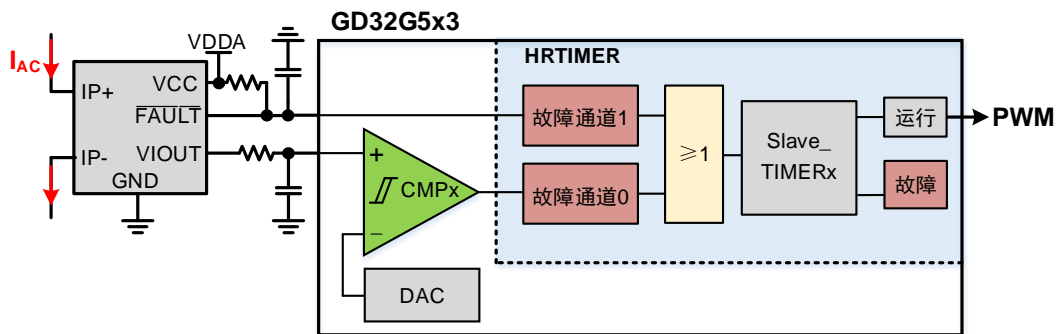 GD32G5x3
VDDA
HRTIMER
I_AC
IP+
VCC
FAULT
VIOUT
IP-
GND
故障通道1
≥1
Slave_
TIMERx
运行
PWM
+
CMPx
−
故障通道0
故障
DAC